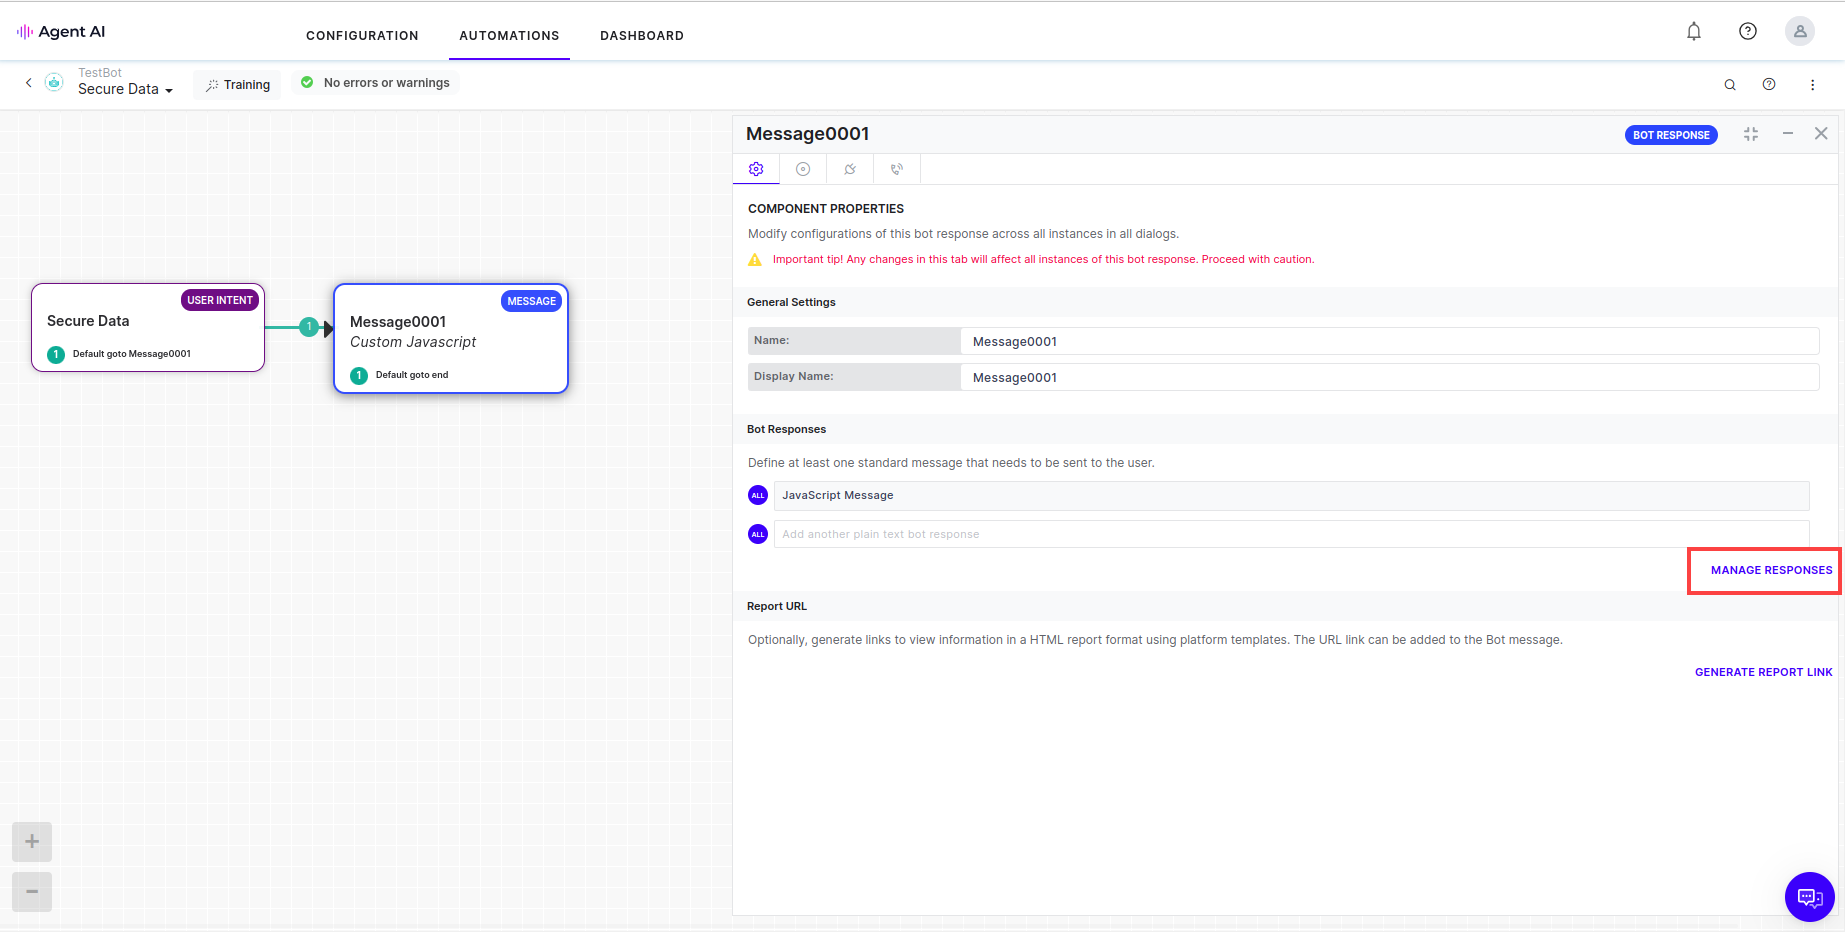 Agent AI
CONFIGURATION AUTOMATIONS DASHBOARD
TestBot
Secure Data
Training
No errors or warnings
USER INTENT
Secure Data
1 Default goto Message0001
1
MESSAGE
Message0001
Custom Javascript
1 Default goto end
Message0001
BOT RESPONSE
COMPONENT PROPERTIES
Modify configurations of this bot response across all instances in all dialogs.
Important tip! Any changes in this tab will affect all instances of this bot response. Proceed with caution.
General Settings
Name: Message0001
Display Name: Message0001
Bot Responses
Define at least one standard message that needs to be sent to the user.
ALL JavaScript Message
ALL Add another plain text bot response
MANAGE RESPONSES
Report URL
Optionally, generate links to view information in a HTML report format using platform templates. The URL link can be added to the Bot message.
GENERATE REPORT LINK